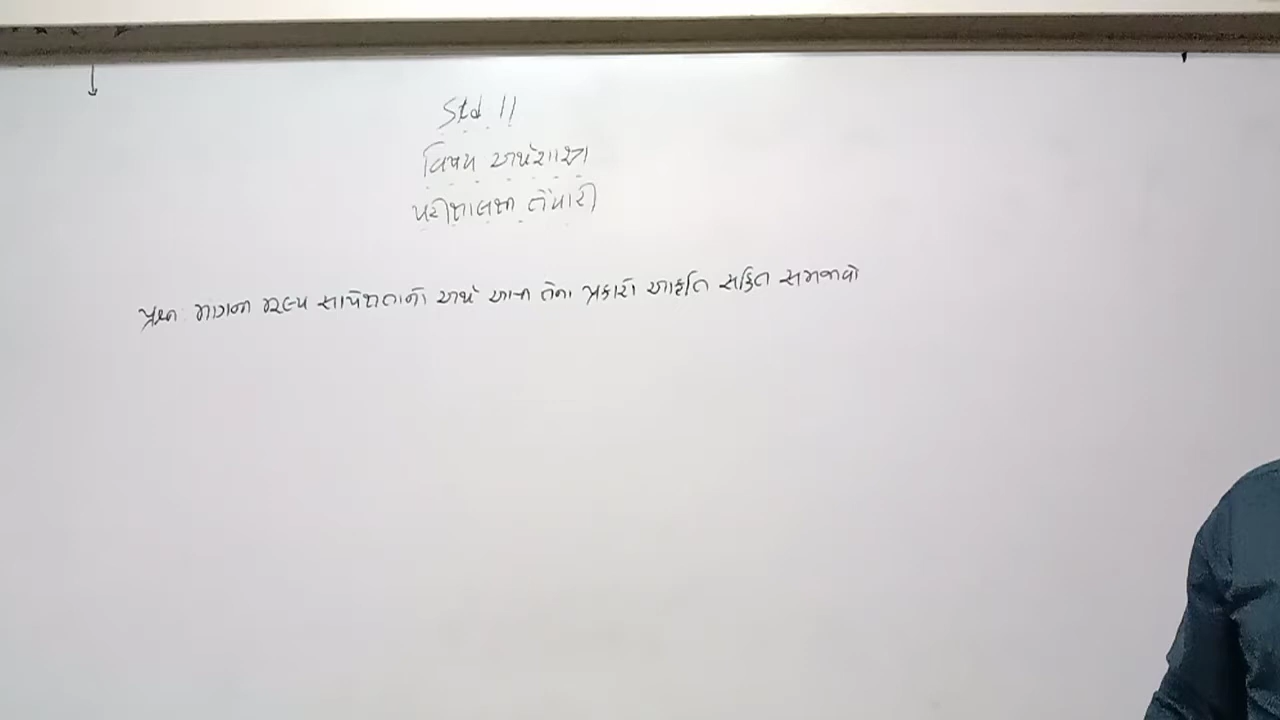 Std 11
વિષય અર્થશાસ્ત્ર
પરીક્ષાલક્ષી તૈયારી
પ્રશ્ન: માગની મૂલ્ય સાપેક્ષતાનો અર્થ આપી તેના પ્રકારો આકૃતિ સહિત સમજાવો